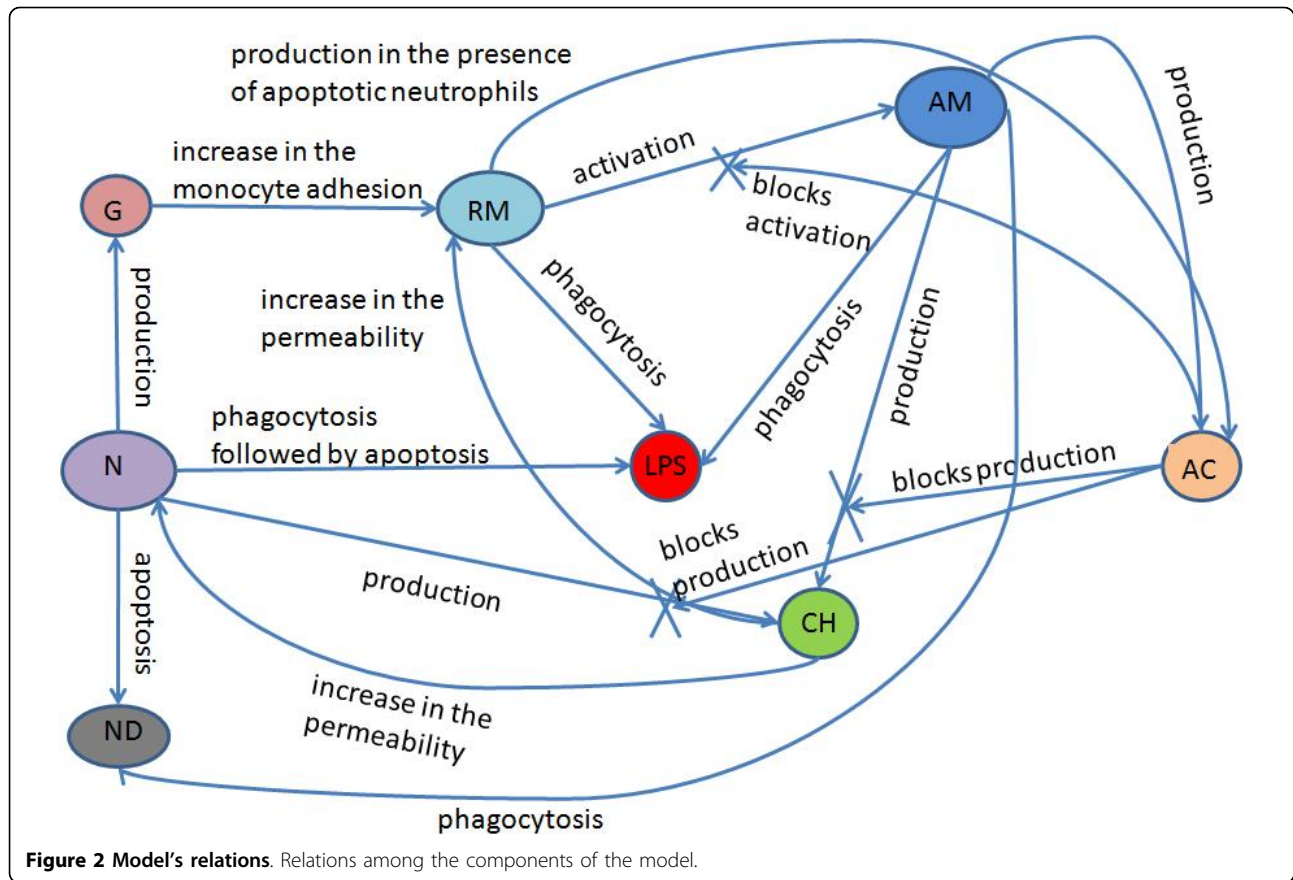 production in the presence
of apoptotic neutrophils
AM
production
increase in the
monocyte adhesion
activation
G
RM
blocks
activation
production
increase in the
permeability
phagocytosis
phagocytosis
production
phagocytosis
followed by apoptosis
N
LPS
blocks production
AC
apoptosis
production
blocks
production
CH
increase in the
permeability
ND
phagocytosis
Figure 2 Model's relations. Relations among the components of the model.